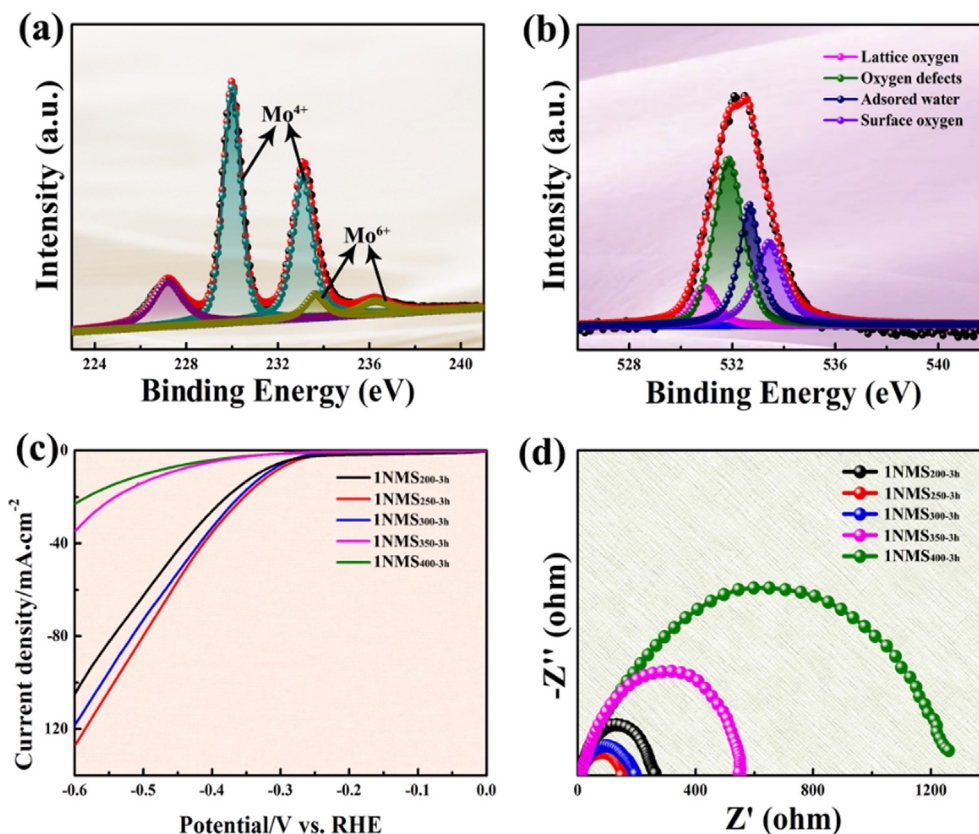 (a)
Intensity (a.u.)
Mo⁴⁺
Mo⁶⁺
224 228 232 236 240
Binding Energy (eV)
(b)
Intensity (a.u.)
Lattice oxygen
Oxygen defects
Adsored water
Surface oxygen
528 532 536 540
Binding Energy (eV)
(c)
Current density/mA•cm⁻²
0
-40
-80
120
1NMS200-3h
1NMS250-3h
1NMS300-3h
1NMS350-3h
1NMS400-3h
-0.6 -0.5 -0.4 -0.3 -0.2 -0.1 0.0
Potential/V vs. RHE
(d)
-Z'' (ohm)
1NMS200-3h
1NMS250-3h
1NMS300-3h
1NMS350-3h
1NMS400-3h
0 400 800 1200
Z' (ohm)